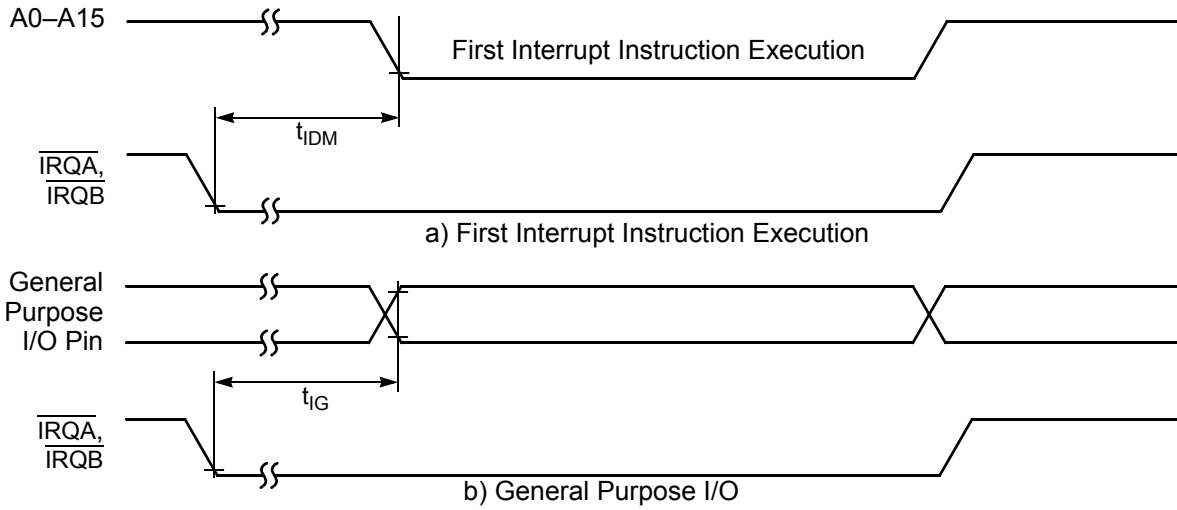 A0–A15
First Interrupt Instruction Execution
tIDM
IRQA,
IRQB
a) First Interrupt Instruction Execution
General
Purpose
I/O Pin
tIG
IRQA,
IRQB
b) General Purpose I/O